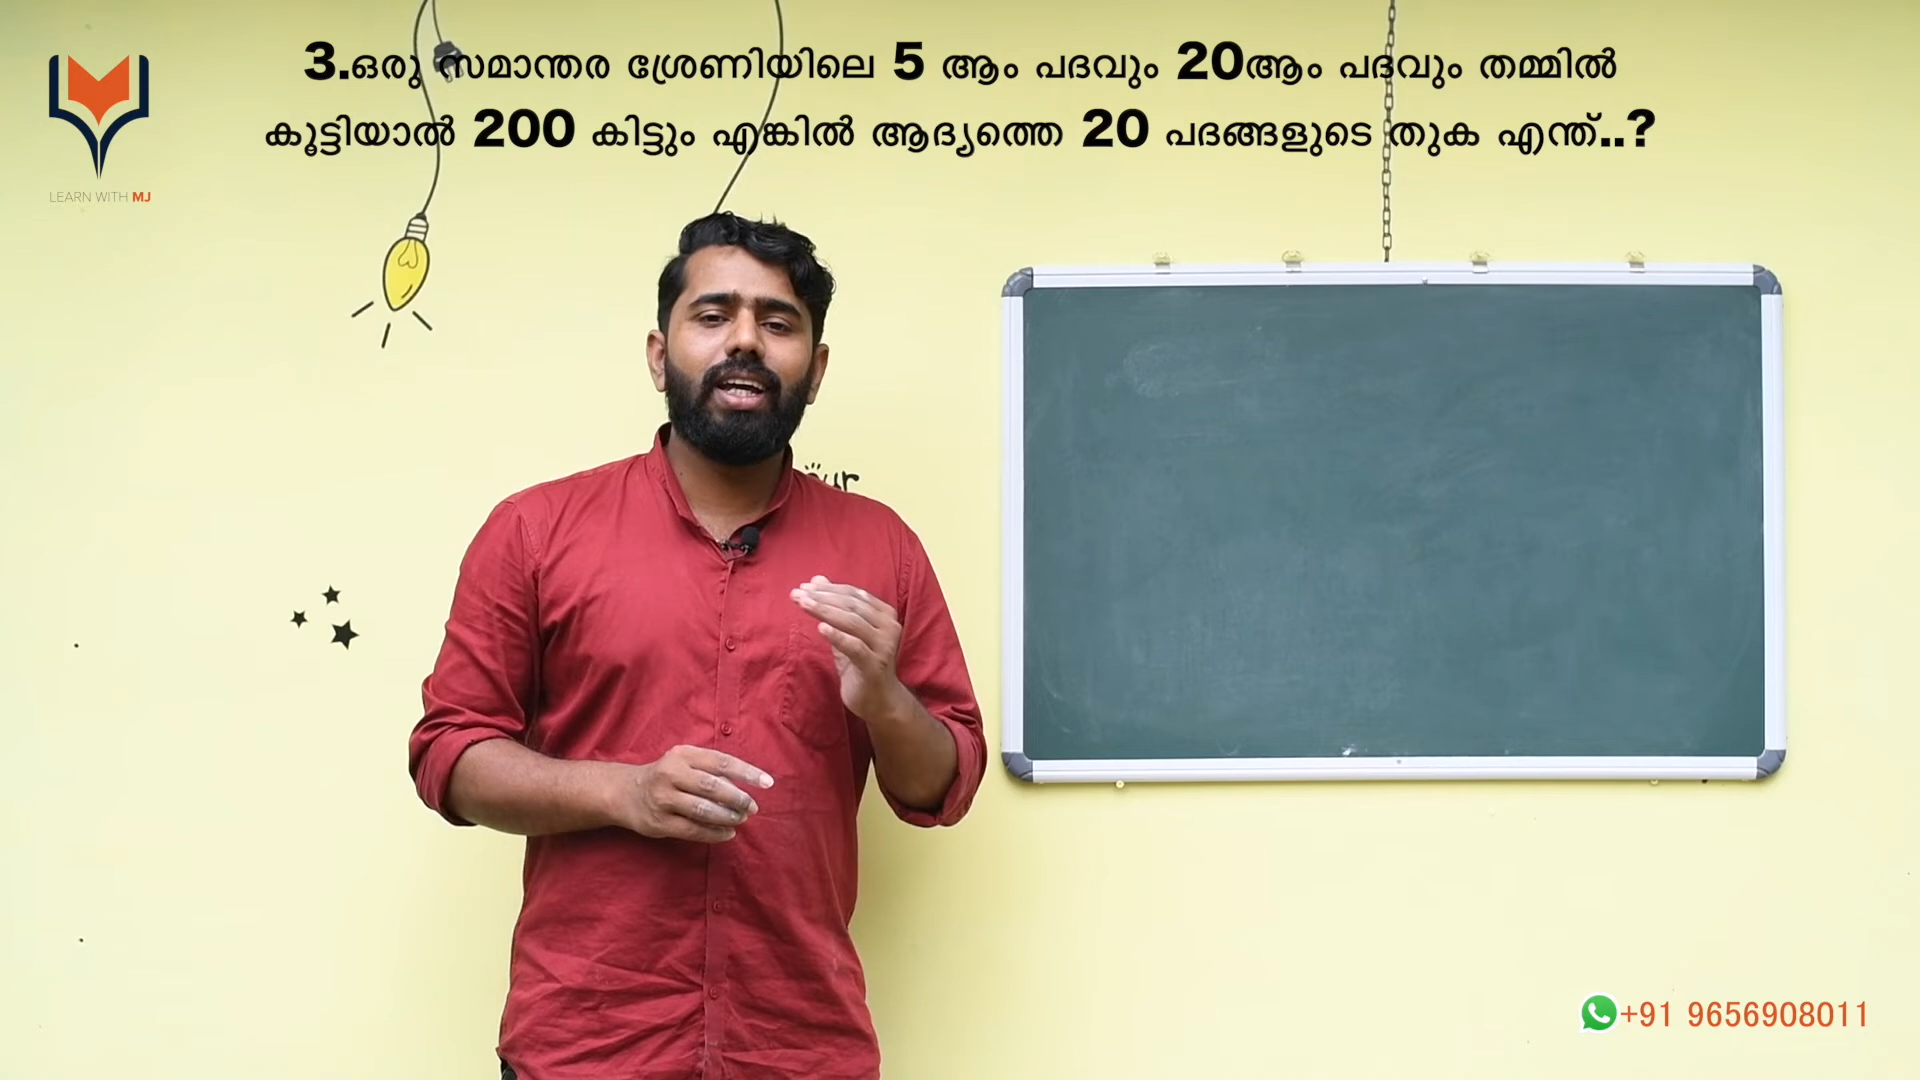 3.ഒരു സമാന്തര ശ്രേണിയിലെ 5 ആം പദവും 20ആം പദവും തമ്മിൽ
കൂട്ടിയാൽ 200 കിട്ടും എങ്കിൽ ആദ്യത്തെ 20 പദങ്ങളുടെ തുക എന്ത്..?
LEARN WITH MJ
+91 9656908011